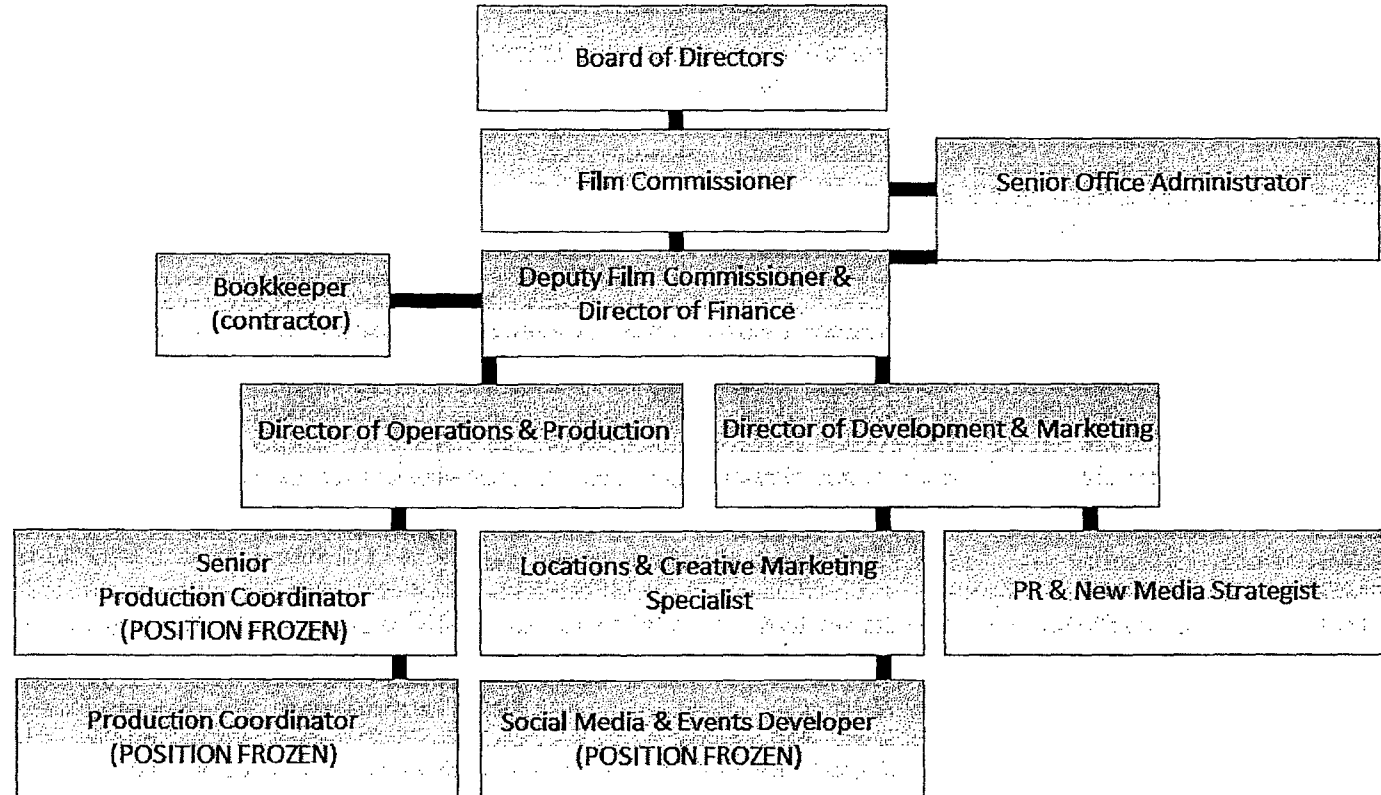 Board of Directors
Film Commissioner
Senior Office Administrator
Bookkeeper
(contractor)
Deputy Film Commissioner &
Director of Finance
Director of Operations & Production
Director of Development & Marketing
Senior
Production Coordinator
(POSITION FROZEN)
Locations & Creative Marketing
Specialist
PR & New Media Strategist
Production Coordinator
(POSITION FROZEN)
Social Media & Events Developer
(POSITION FROZEN)